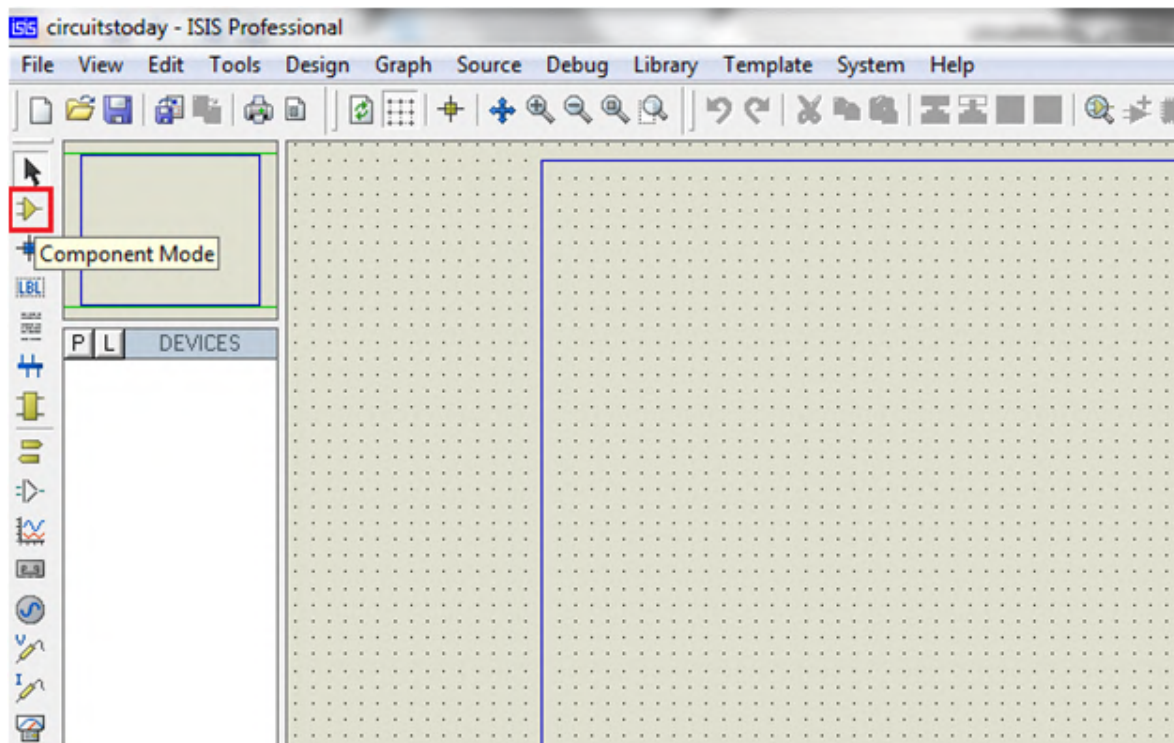 isis circuitstoday - ISIS Professional
File View Edit Tools Design Graph Source Debug Library Template System Help
Component Mode
LBL
P L DEVICES
V
I